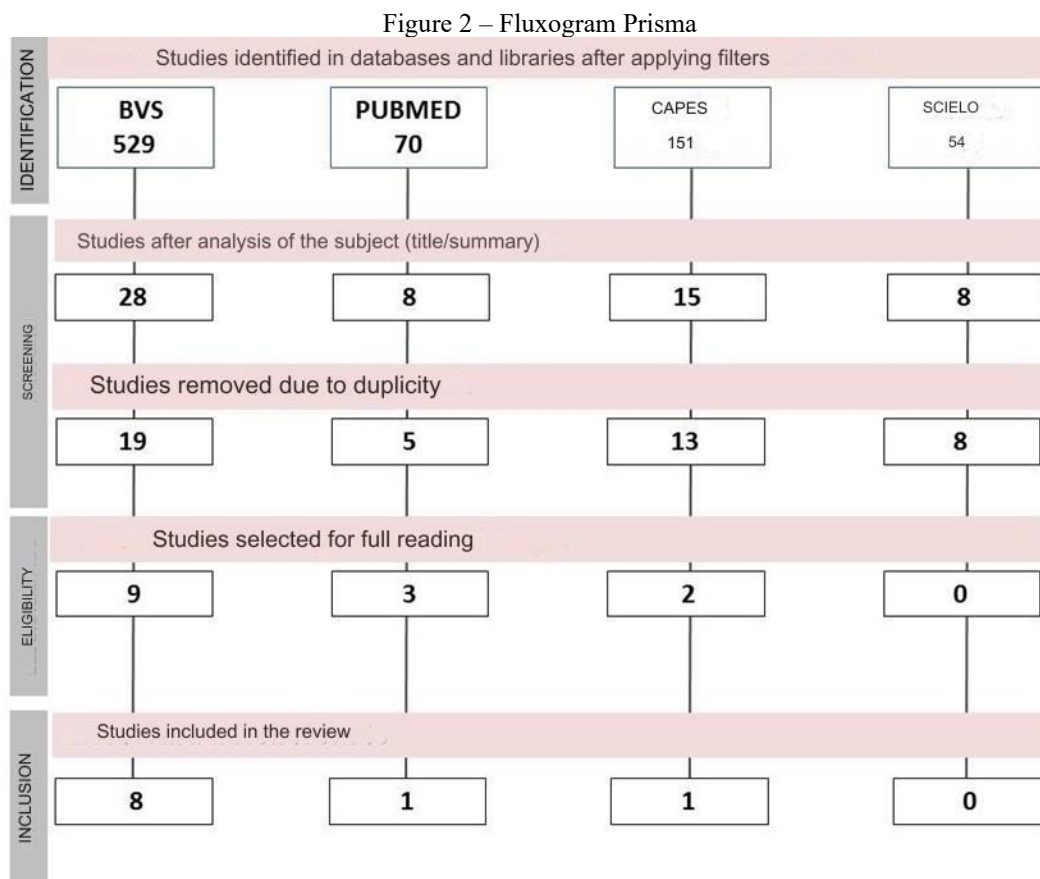 Figure 2 – Fluxogram Prisma
IDENTIFICATION
Studies identified in databases and libraries after applying filters
BVS
529
PUBMED
70
CAPES
151
SCIELO
54
SCREENING
Studies after analysis of the subject (title/summary)
28
8
15
8
Studies removed due to duplicity
19
5
13
8
ELIGIBILITY
Studies selected for full reading
9
3
2
0
INCLUSION
Studies included in the review
8
1
1
0